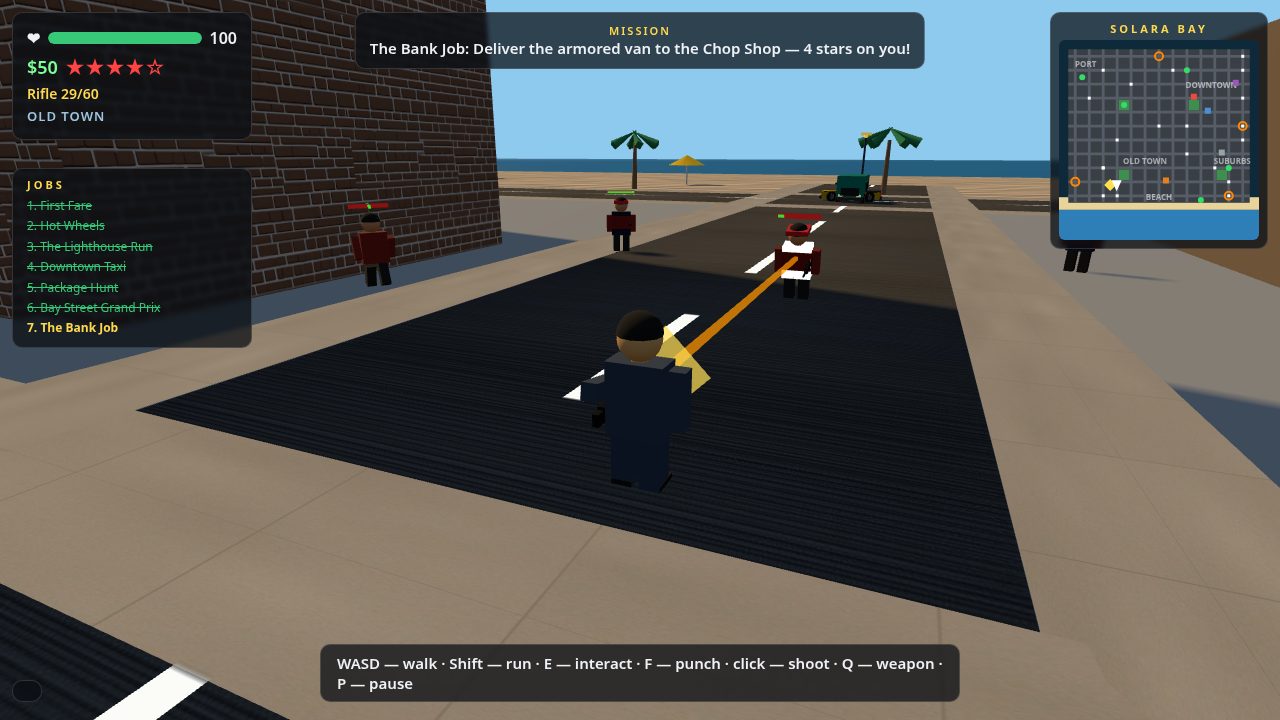 ❤ 100
$50 ★★★★☆
Rifle 29/60
OLD TOWN
JOBS
1. First Fare
2. Hot Wheels
3. The Lighthouse Run
4. Downtown Taxi
5. Package Hunt
6. Bay Street Grand Prix
7. The Bank Job
MISSION
The Bank Job: Deliver the armored van to the Chop Shop — 4 stars on you!
SOLARA BAY
PORT
DOWNTOWN
OLD TOWN
SUBURBS
BEACH
WASD — walk · Shift — run · E — interact · F — punch · click — shoot · Q — weapon ·
P — pause